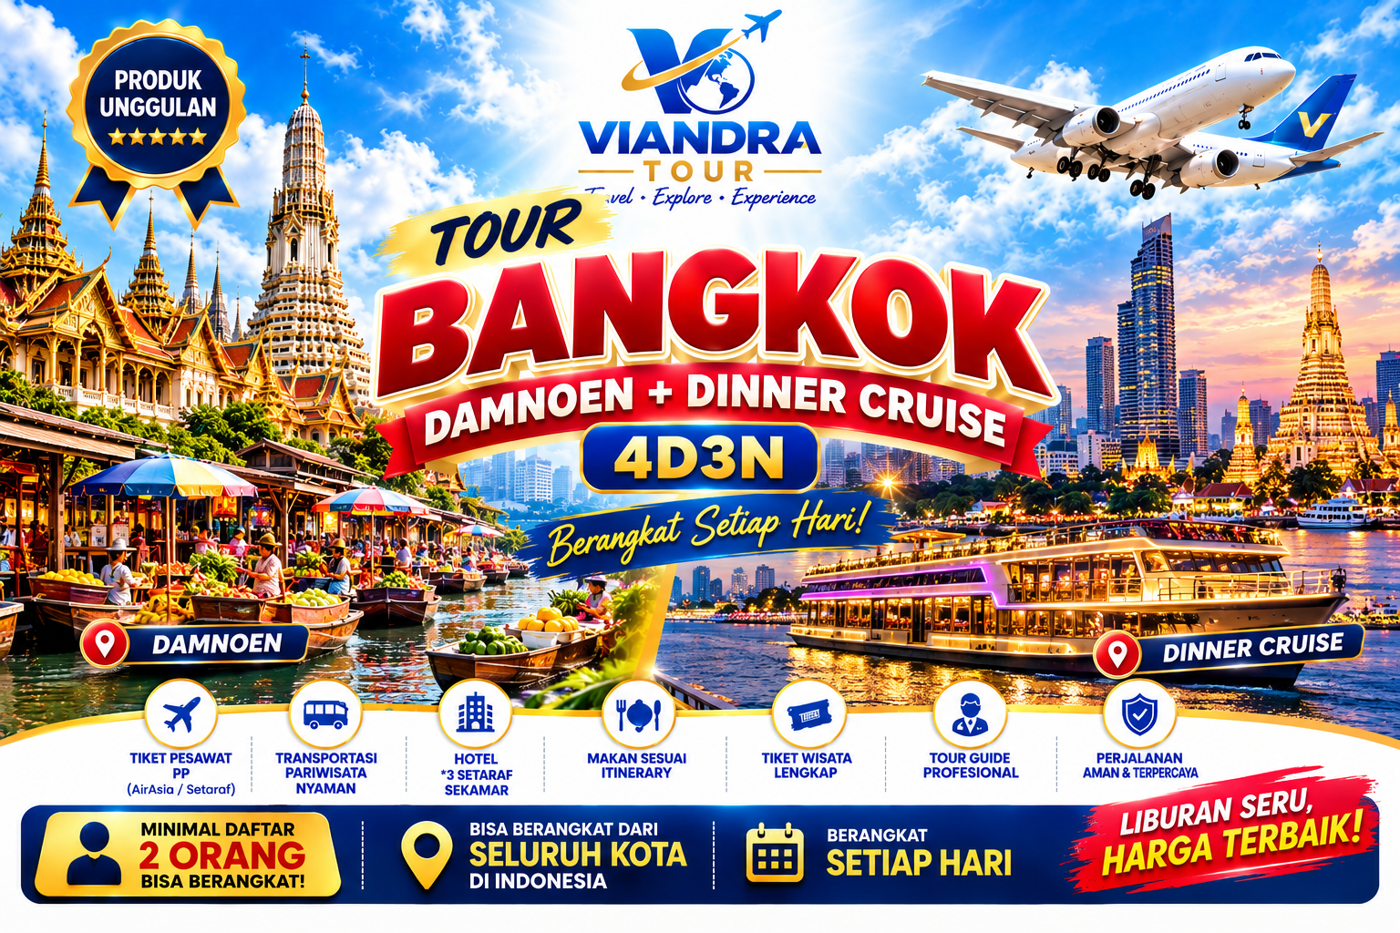 PRODUK
UNGGULAN
VIANDRA
TOUR
Travel • Explore • Experience
TOUR
BANGKOK
DAMNOEN + DINNER CRUISE
4D3N
Berangkat Setiap Hari!
DAMNOEN
DINNER CRUISE
TIKET PESAWAT
PP
(AirAsia / Setaraf)
TRANSPORTASI
PARIWISATA
NYAMAN
HOTEL
*3 SETARAF
SEKAMAR
MAKAN SESUAI
ITINERARY
TIKET WISATA
LENGKAP
TOUR GUIDE
PROFESIONAL
PERJALANAN
AMAN & TERPERCAYA
MINIMAL DAFTAR
2 ORANG
BISA BERANGKAT!
BISA BERANGKAT DARI
SELURUH KOTA
DI INDONESIA
BERANGKAT
SETIAP HARI
LIBURAN SERU,
HARGA TERBAIK!